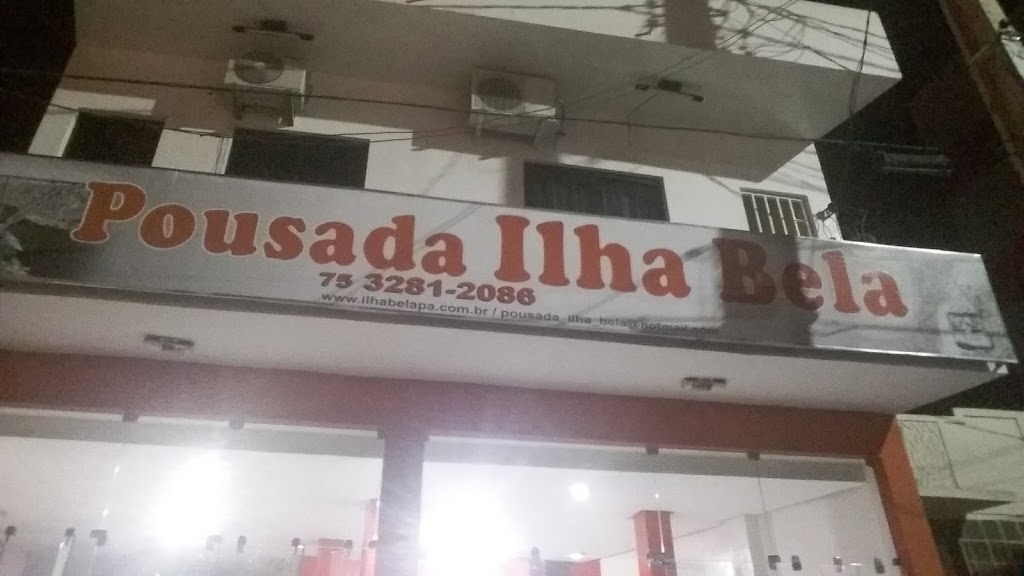 Pousada Ilha Bela
75 3281-2086
www.ilhabelapa.com.br / pousada_ilha_bela@hotmail.com